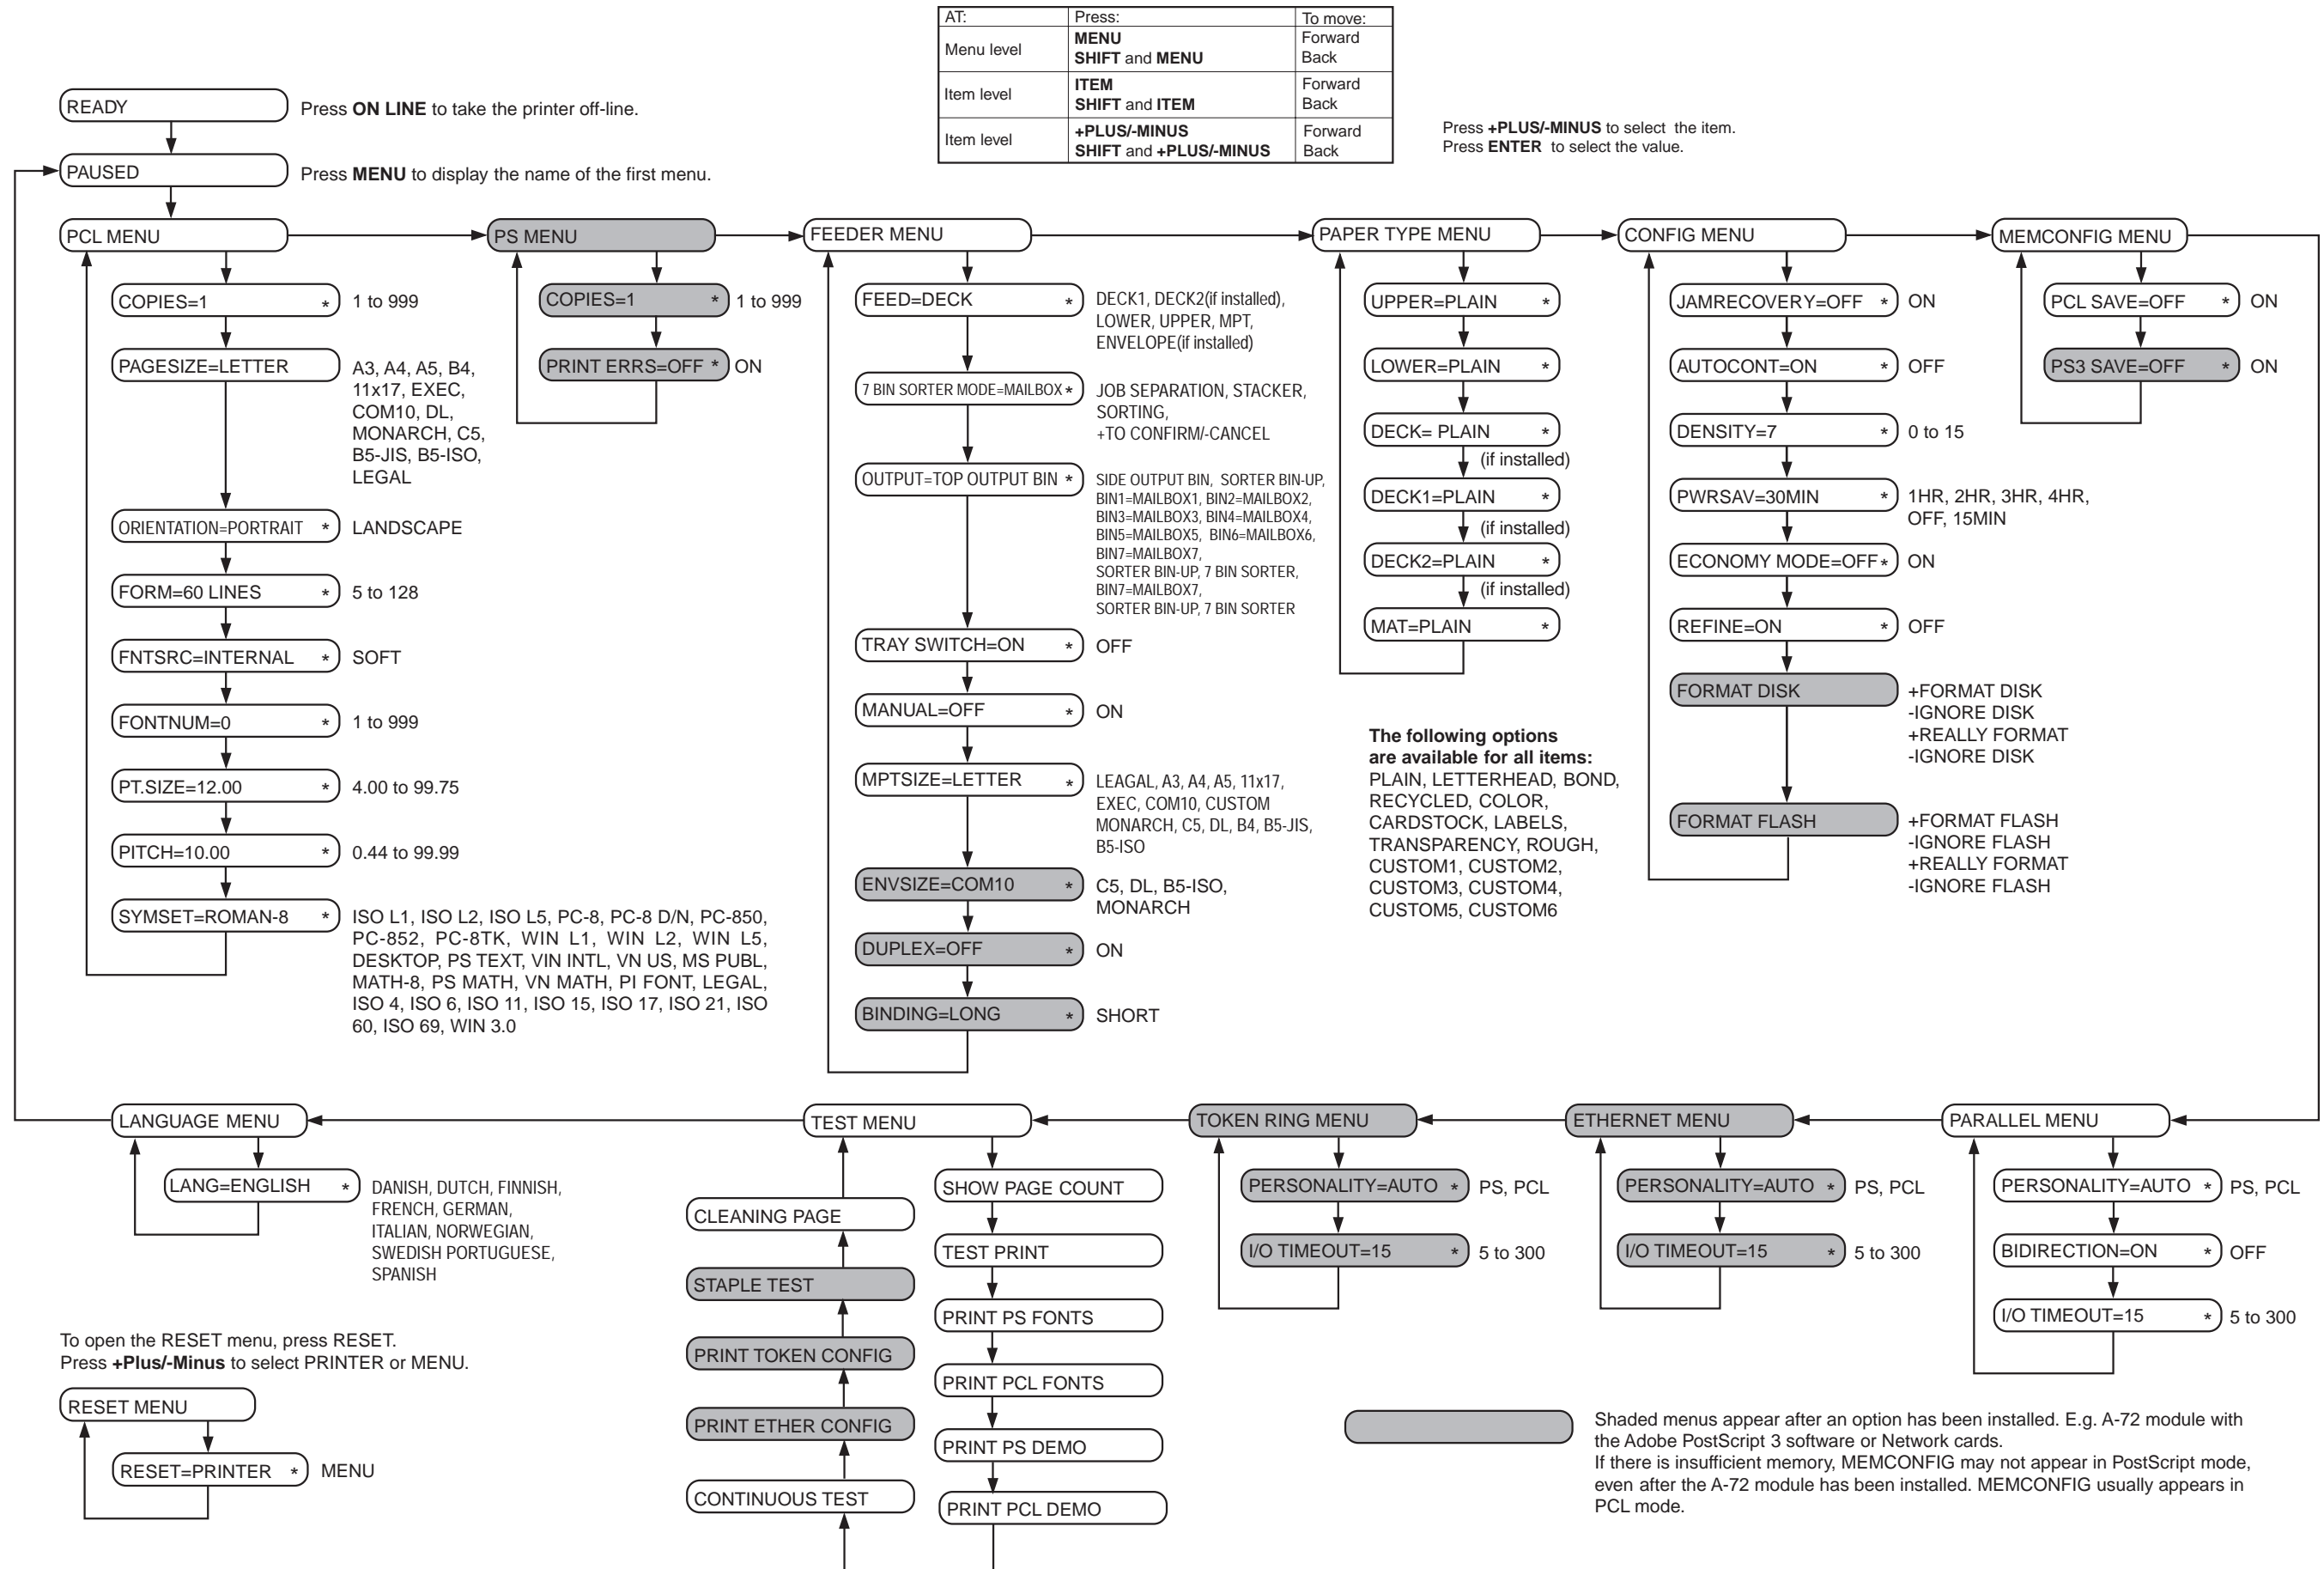 AT: Press: To move:
Menu level MENU Forward
SHIFT and MENU Back
Item level ITEM Forward
SHIFT and ITEM Back
Item level +PLUS/-MINUS Forward
SHIFT and +PLUS/-MINUS Back
Press +PLUS/-MINUS to select the item.
Press ENTER to select the value.
READY
Press ON LINE to take the printer off-line.
PAUSED
Press MENU to display the name of the first menu.
PCL MENU
COPIES=1 *
1 to 999
PAGESIZE=LETTER
A3, A4, A5, B4,
11x17, EXEC,
COM10, DL,
MONARCH, C5,
B5-JIS, B5-ISO,
LEGAL
ORIENTATION=PORTRAIT *
LANDSCAPE
FORM=60 LINES *
5 to 128
FNTSRC=INTERNAL *
SOFT
FONTNUM=0 *
1 to 999
PT.SIZE=12.00 *
4.00 to 99.75
PITCH=10.00 *
0.44 to 99.99
SYMSET=ROMAN-8 *
ISO L1, ISO L2, ISO L5, PC-8, PC-8 D/N, PC-850,
PC-852, PC-8TK, WIN L1, WIN L2, WIN L5,
DESKTOP, PS TEXT, VIN INTL, VN US, MS PUBL,
MATH-8, PS MATH, VN MATH, PI FONT, LEGAL,
ISO 4, ISO 6, ISO 11, ISO 15, ISO 17, ISO 21, ISO
60, ISO 69, WIN 3.0
PS MENU
COPIES=1 *
1 to 999
PRINT ERRS=OFF *
ON
FEEDER MENU
FEED=DECK *
DECK1, DECK2(if installed),
LOWER, UPPER, MPT,
ENVELOPE(if installed)
7 BIN SORTER MODE=MAILBOX *
JOB SEPARATION, STACKER,
SORTING,
+TO CONFIRM/-CANCEL
OUTPUT=TOP OUTPUT BIN *
SIDE OUTPUT BIN, SORTER BIN-UP,
BIN1=MAILBOX1, BIN2=MAILBOX2,
BIN3=MAILBOX3, BIN4=MAILBOX4,
BIN5=MAILBOX5, BIN6=MAILBOX6,
BIN7=MAILBOX7,
SORTER BIN-UP, 7 BIN SORTER,
BIN7=MAILBOX7,
SORTER BIN-UP, 7 BIN SORTER
TRAY SWITCH=ON *
OFF
MANUAL=OFF *
ON
MPTSIZE=LETTER *
LEAGAL, A3, A4, A5, 11x17,
EXEC, COM10, CUSTOM
MONARCH, C5, DL, B4, B5-JIS,
B5-ISO
ENVSIZE=COM10 *
C5, DL, B5-ISO,
MONARCH
DUPLEX=OFF *
ON
BINDING=LONG *
SHORT
PAPER TYPE MENU
UPPER=PLAIN *
LOWER=PLAIN *
DECK= PLAIN *
(if installed)
DECK1=PLAIN *
(if installed)
DECK2=PLAIN *
(if installed)
MAT=PLAIN *
The following options
are available for all items:
PLAIN, LETTERHEAD, BOND,
RECYCLED, COLOR,
CARDSTOCK, LABELS,
TRANSPARENCY, ROUGH,
CUSTOM1, CUSTOM2,
CUSTOM3, CUSTOM4,
CUSTOM5, CUSTOM6
CONFIG MENU
JAMRECOVERY=OFF *
ON
AUTOCONT=ON *
OFF
DENSITY=7 *
0 to 15
PWRSAV=30MIN *
1HR, 2HR, 3HR, 4HR,
OFF, 15MIN
ECONOMY MODE=OFF *
ON
REFINE=ON *
OFF
FORMAT DISK
+FORMAT DISK
-IGNORE DISK
+REALLY FORMAT
-IGNORE DISK
FORMAT FLASH
+FORMAT FLASH
-IGNORE FLASH
+REALLY FORMAT
-IGNORE FLASH
MEMCONFIG MENU
PCL SAVE=OFF *
ON
PS3 SAVE=OFF *
ON
LANGUAGE MENU
LANG=ENGLISH *
DANISH, DUTCH, FINNISH,
FRENCH, GERMAN,
ITALIAN, NORWEGIAN,
SWEDISH PORTUGUESE,
SPANISH
TEST MENU
SHOW PAGE COUNT
TEST PRINT
PRINT PS FONTS
PRINT PCL FONTS
PRINT PS DEMO
PRINT PCL DEMO
CLEANING PAGE
STAPLE TEST
PRINT TOKEN CONFIG
PRINT ETHER CONFIG
CONTINUOUS TEST
TOKEN RING MENU
PERSONALITY=AUTO *
PS, PCL
I/O TIMEOUT=15 *
5 to 300
ETHERNET MENU
PERSONALITY=AUTO *
PS, PCL
I/O TIMEOUT=15 *
5 to 300
PARALLEL MENU
PERSONALITY=AUTO *
PS, PCL
BIDIRECTION=ON *
OFF
I/O TIMEOUT=15 *
5 to 300
To open the RESET menu, press RESET.
Press +Plus/-Minus to select PRINTER or MENU.
RESET MENU
RESET=PRINTER *
MENU
Shaded menus appear after an option has been installed. E.g. A-72 module with
the Adobe PostScript 3 software or Network cards.
If there is insufficient memory, MEMCONFIG may not appear in PostScript mode,
even after the A-72 module has been installed. MEMCONFIG usually appears in
PCL mode.